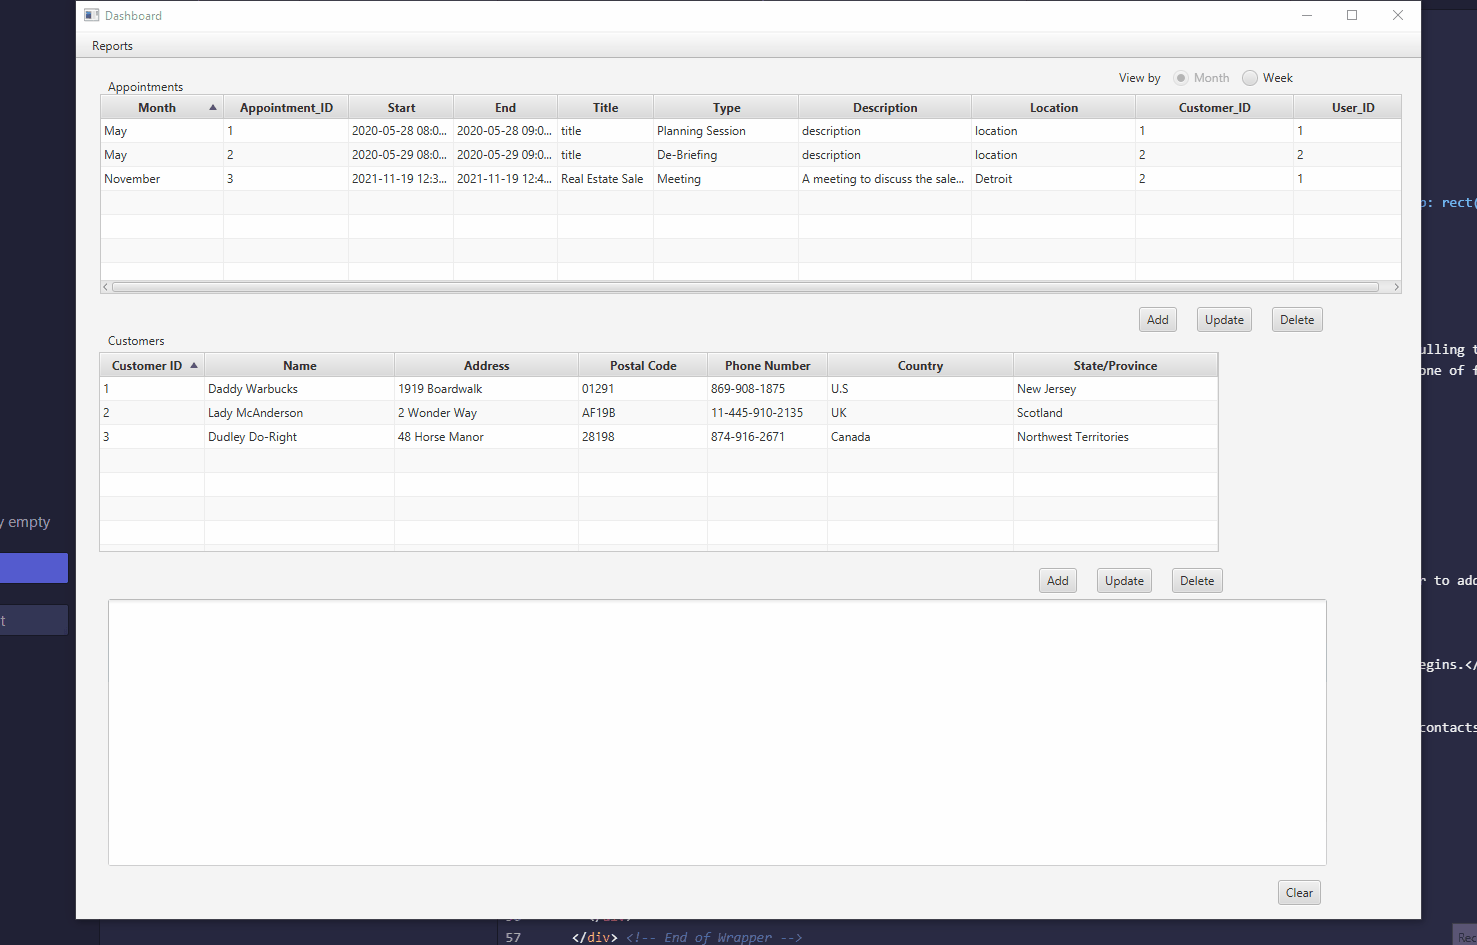 Dashboard
Reports
View by Month Week
Appointments
Month Appointment_ID Start End Title Type Description Location Customer_ID User_ID
May 1 2020-05-28 08:0... 2020-05-28 09:0... title Planning Session description location 1 1
May 2 2020-05-29 08:0... 2020-05-29 09:0... title De-Briefing description location 2 2
November 3 2021-11-19 12:3... 2021-11-19 12:4... Real Estate Sale Meeting A meeting to discuss the sale... Detroit 2 1
: rect(
Add Update Delete
Customers
ulling t
one of f
Customer ID Name Address Postal Code Phone Number Country State/Province
1 Daddy Warbucks 1919 Boardwalk 01291 869-908-1875 U.S New Jersey
2 Lady McAnderson 2 Wonder Way AF19B 11-445-910-2135 UK Scotland
3 Dudley Do-Right 48 Horse Manor 28198 874-916-2671 Canada Northwest Territories
y empty
Add Update Delete
to add
t
egins.</
contacts
Clear
57 </div> <!-- End of Wrapper -->
Rec